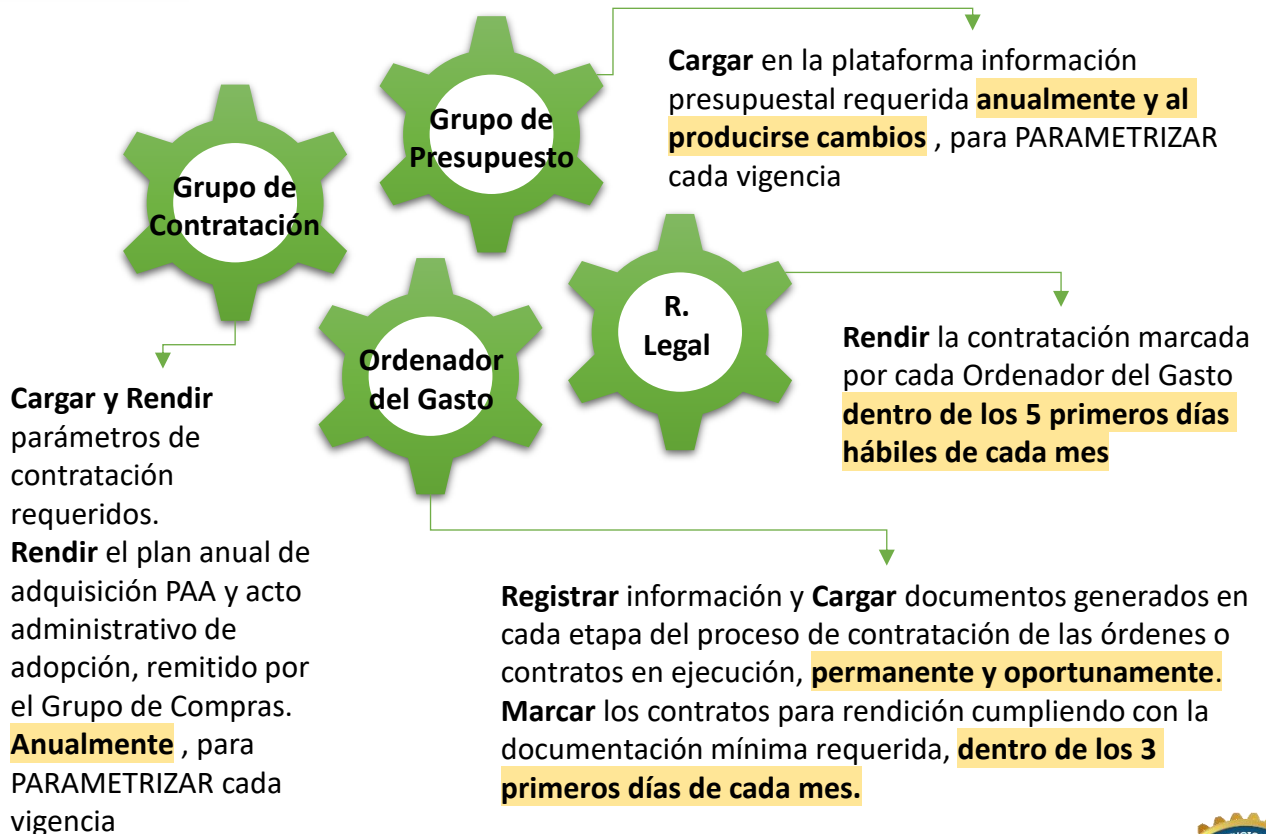 Grupo de
Presupuesto
Cargar en la plataforma información
presupuestal requerida anualmente y al
producirse cambios , para PARAMETRIZAR
cada vigencia
Grupo de
Contratación
R.
Legal
Rendir la contratación marcada
por cada Ordenador del Gasto
dentro de los 5 primeros días
hábiles de cada mes
Ordenador
del Gasto
Cargar y Rendir
parámetros de
contratación
requeridos.
Rendir el plan anual de
adquisición PAA y acto
administrativo de
adopción, remitido por
el Grupo de Compras.
Anualmente , para
PARAMETRIZAR cada
vigencia
Registrar información y Cargar documentos generados en
cada etapa del proceso de contratación de las órdenes o
contratos en ejecución, permanente y oportunamente.
Marcar los contratos para rendición cumpliendo con la
documentación mínima requerida, dentro de los 3
primeros días de cada mes.